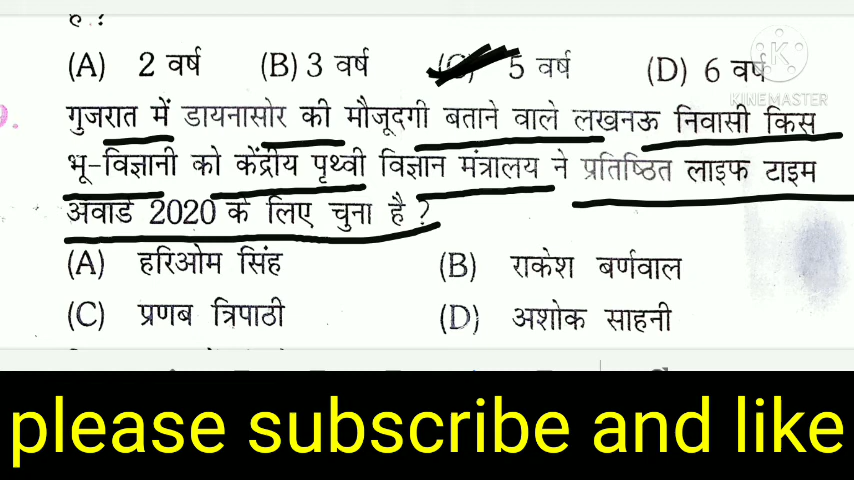 है ?
(A) 2 वर्ष (B) 3 वर्ष (C) 5 वर्ष (D) 6 वर्ष
KINEMASTER
9. गुजरात में डायनासोर की मौजूदगी बताने वाले लखनऊ निवासी किस
भू-विज्ञानी को केंद्रीय पृथ्वी विज्ञान मंत्रालय ने प्रतिष्ठित लाइफ टाइम
अवार्ड 2020 के लिए चुना है ?
(A) हरिओम सिंह (B) राकेश बर्णवाल
(C) प्रणब त्रिपाठी (D) अशोक साहनी
please subscribe and like